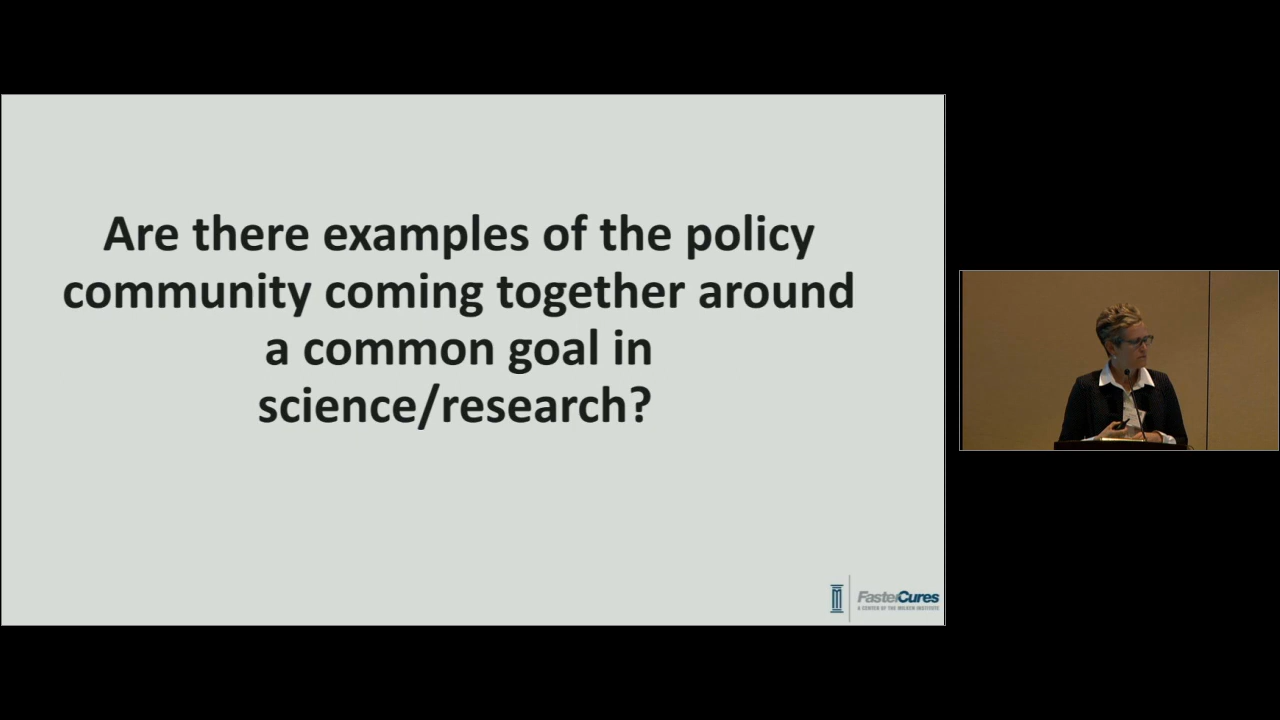 Are there examples of the policy
community coming together around
a common goal in
science/research?
FasterCures
A CENTER OF THE MILKEN INSTITUTE